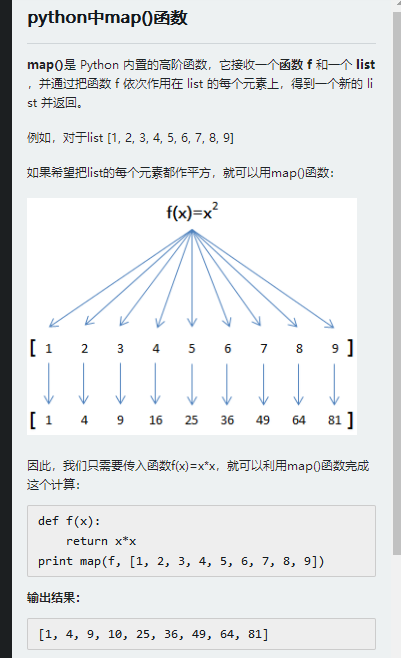 python中map()函数
map()是 Python 内置的高阶函数，它接收一个函数 f 和一个 list
，并通过把函数 f 依次作用在 list 的每个元素上，得到一个新的 li
st 并返回。
例如，对于list [1, 2, 3, 4, 5, 6, 7, 8, 9]
如果希望把list的每个元素都作平方，就可以用map()函数：
f(x)=x²
[ 1 2 3 4 5 6 7 8 9 ]
[ 1 4 9 16 25 36 49 64 81 ]
因此，我们只需要传入函数f(x)=x*x，就可以利用map()函数完成
这个计算：
def f(x):
    return x*x
print map(f, [1, 2, 3, 4, 5, 6, 7, 8, 9])
输出结果：
[1, 4, 9, 10, 25, 36, 49, 64, 81]